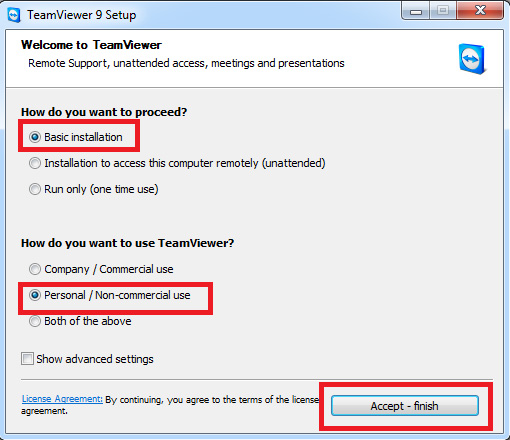 TeamViewer 9 Setup
Welcome to TeamViewer
Remote Support, unattended access, meetings and presentations
How do you want to proceed?
Basic installation
Installation to access this computer remotely (unattended)
Run only (one time use)
How do you want to use TeamViewer?
Company / Commercial use
Personal / Non-commercial use
Both of the above
Show advanced settings
License Agreement: By continuing, you agree to the terms of the license
agreement.
Accept - finish